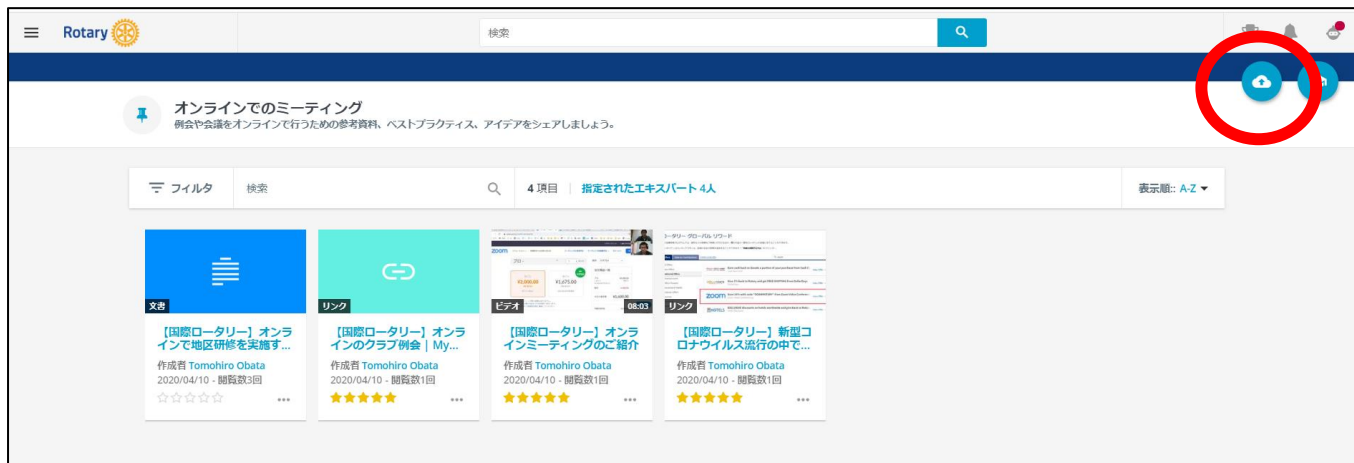 Rotary
検索
オンラインでのミーティング
例会や会議をオンラインで行うための参考資料、ベストプラクティス、アイデアをシェアしましょう。
フィルタ 検索 4 項目 指定されたエキスパート 4人 表示順:: A-Z
文書
【国際ロータリー】オンラ
インで地区研修を実施す...
作成者 Tomohiro Obata
2020/04/10 - 閲覧数3回
リンク
【国際ロータリー】オンラ
インのクラブ例会 | My...
作成者 Tomohiro Obata
2020/04/10 - 閲覧数1回
zoom
¥2,000.00 ¥1,675.00
ビデオ 08:03
【国際ロータリー】オンラ
インミーティングのご紹介
作成者 Tomohiro Obata
2020/04/10 - 閲覧数1回
ータリー グローバル リワード
zoom
リンク
【国際ロータリー】新型コ
ロナウイルス流行の中で...
作成者 Tomohiro Obata
2020/04/10 - 閲覧数1回